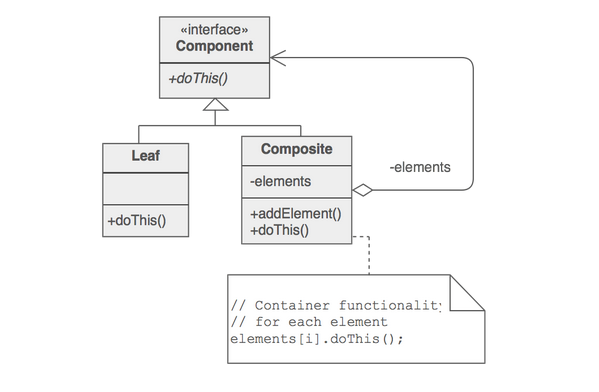 «interface»
Component
+doThis()
Leaf
+doThis()
Composite
-elements
+addElement()
+doThis()
-elements
// Container functionality
// for each element
elements[i].doThis();